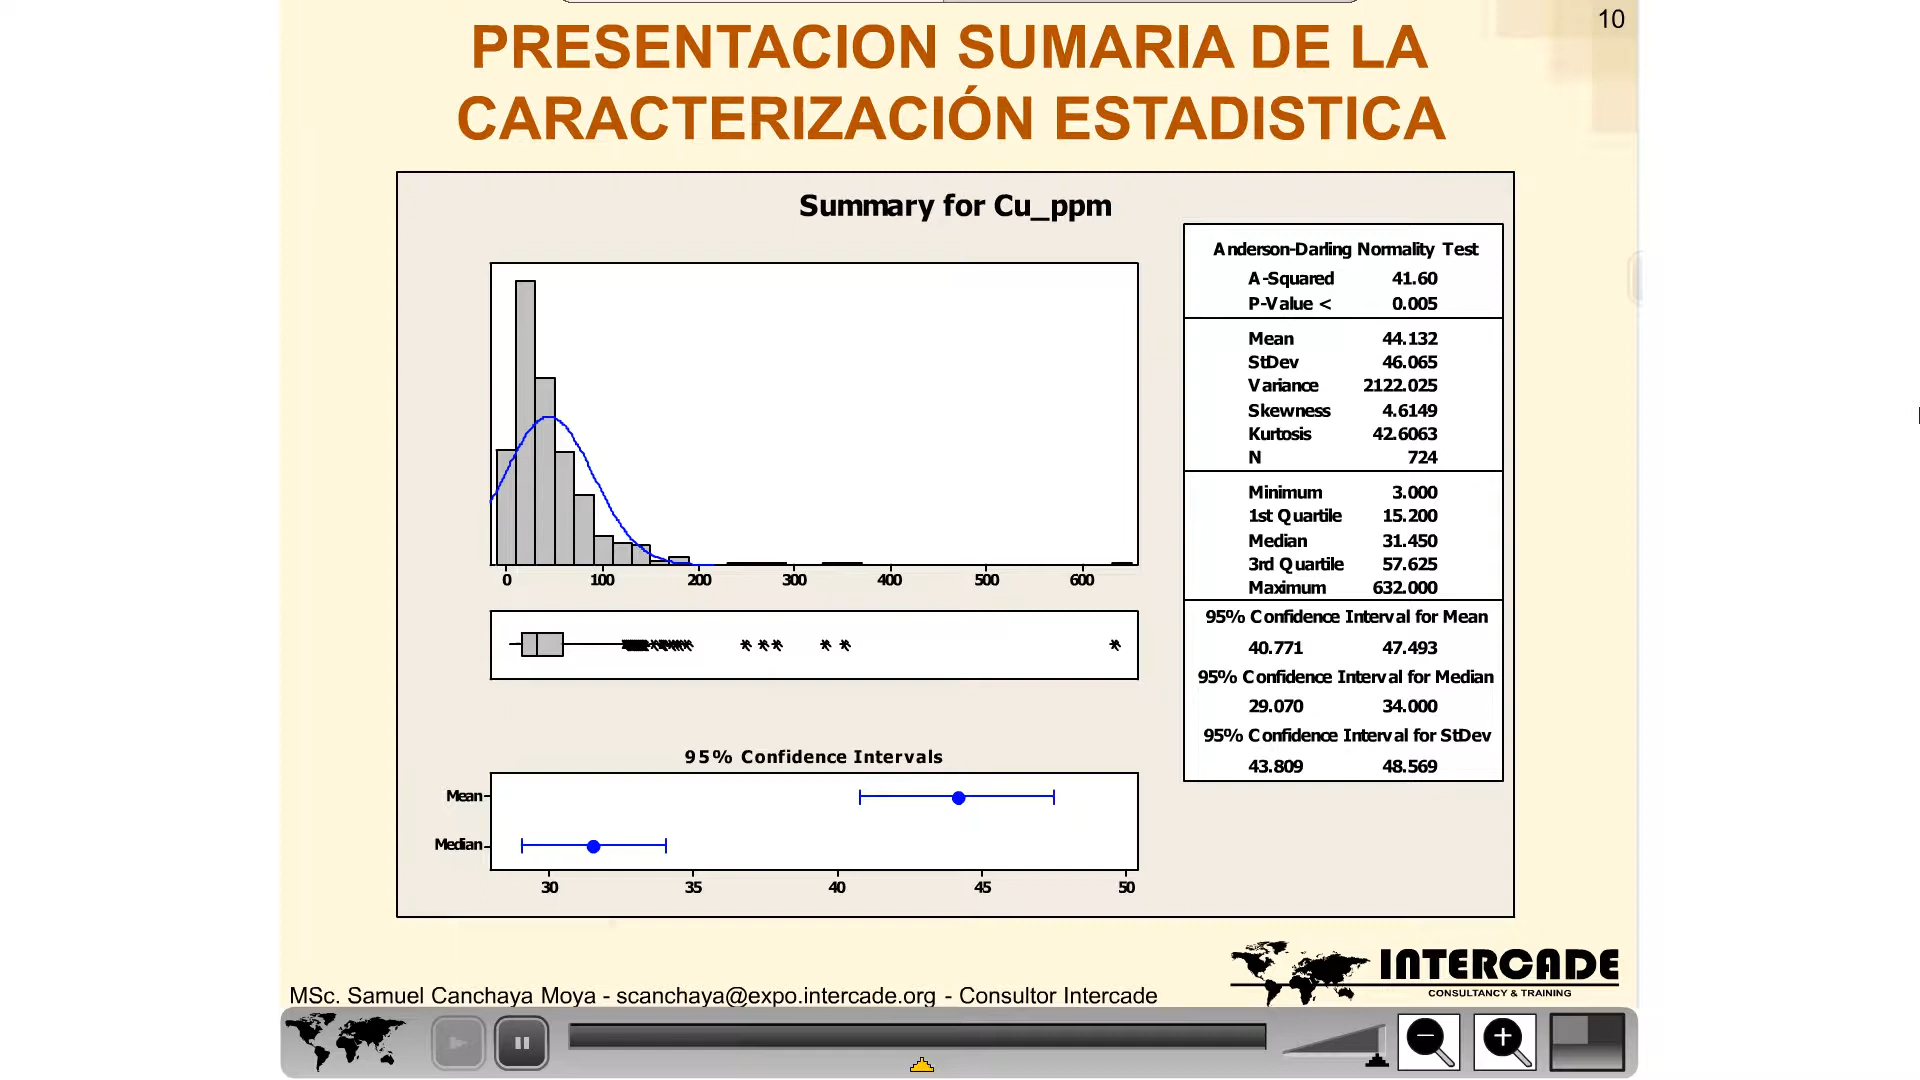 10
PRESENTACION SUMARIA DE LA
CARACTERIZACIÓN ESTADISTICA
Summary for Cu_ppm
0 100 200 300 400 500 600
95% Confidence Intervals
Mean
Median
30 35 40 45 50
Anderson-Darling Normality Test
A-Squared 41.60
P-Value < 0.005
Mean 44.132
StDev 46.065
Variance 2122.025
Skewness 4.6149
Kurtosis 42.6063
N 724
Minimum 3.000
1st Quartile 15.200
Median 31.450
3rd Quartile 57.625
Maximum 632.000
95% Confidence Interval for Mean
40.771 47.493
95% Confidence Interval for Median
29.070 34.000
95% Confidence Interval for StDev
43.809 48.569
INTERCADE
CONSULTANCY & TRAINING
MSc. Samuel Canchaya Moya - scanchaya@expo.intercade.org - Consultor Intercade